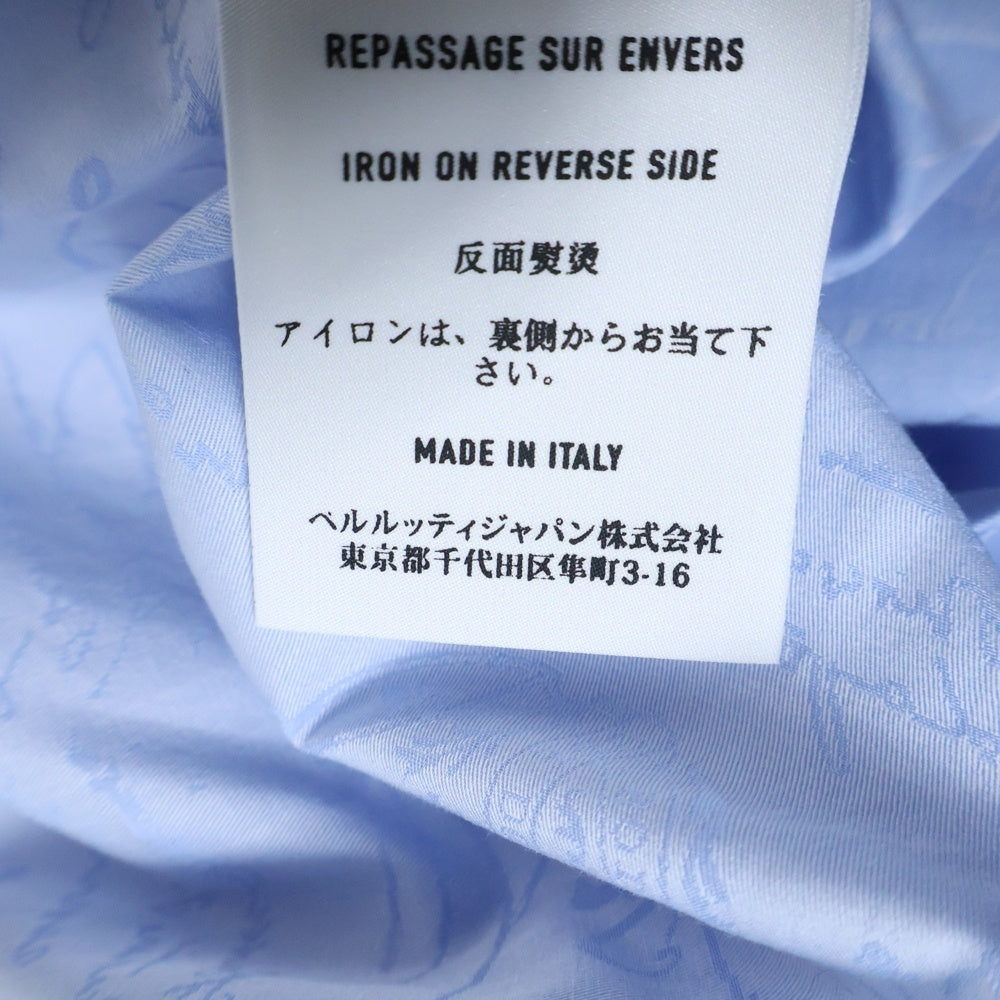 REPASSAGE SUR ENVERS
IRON ON REVERSE SIDE
反面熨烫
アイロンは、裏側からお当て下
さい。
MADE IN ITALY
ベルルッティジャパン株式会社
東京都千代田区隼町3-16